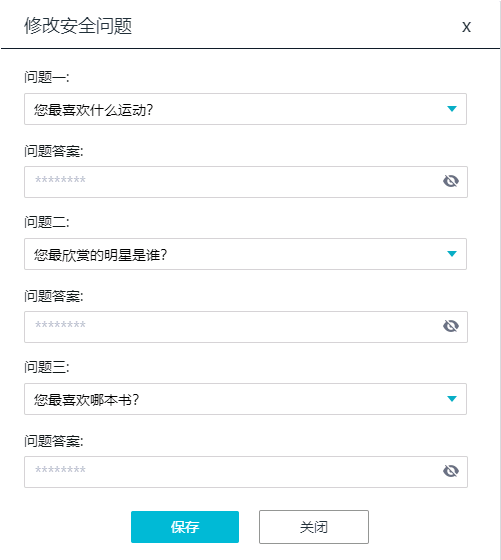 修改安全问题 x
问题一:
您最喜欢什么运动?
问题答案:
********
问题二:
您最欣赏的明星是谁?
问题答案:
********
问题三:
您最喜欢哪本书?
问题答案:
********
保存 关闭